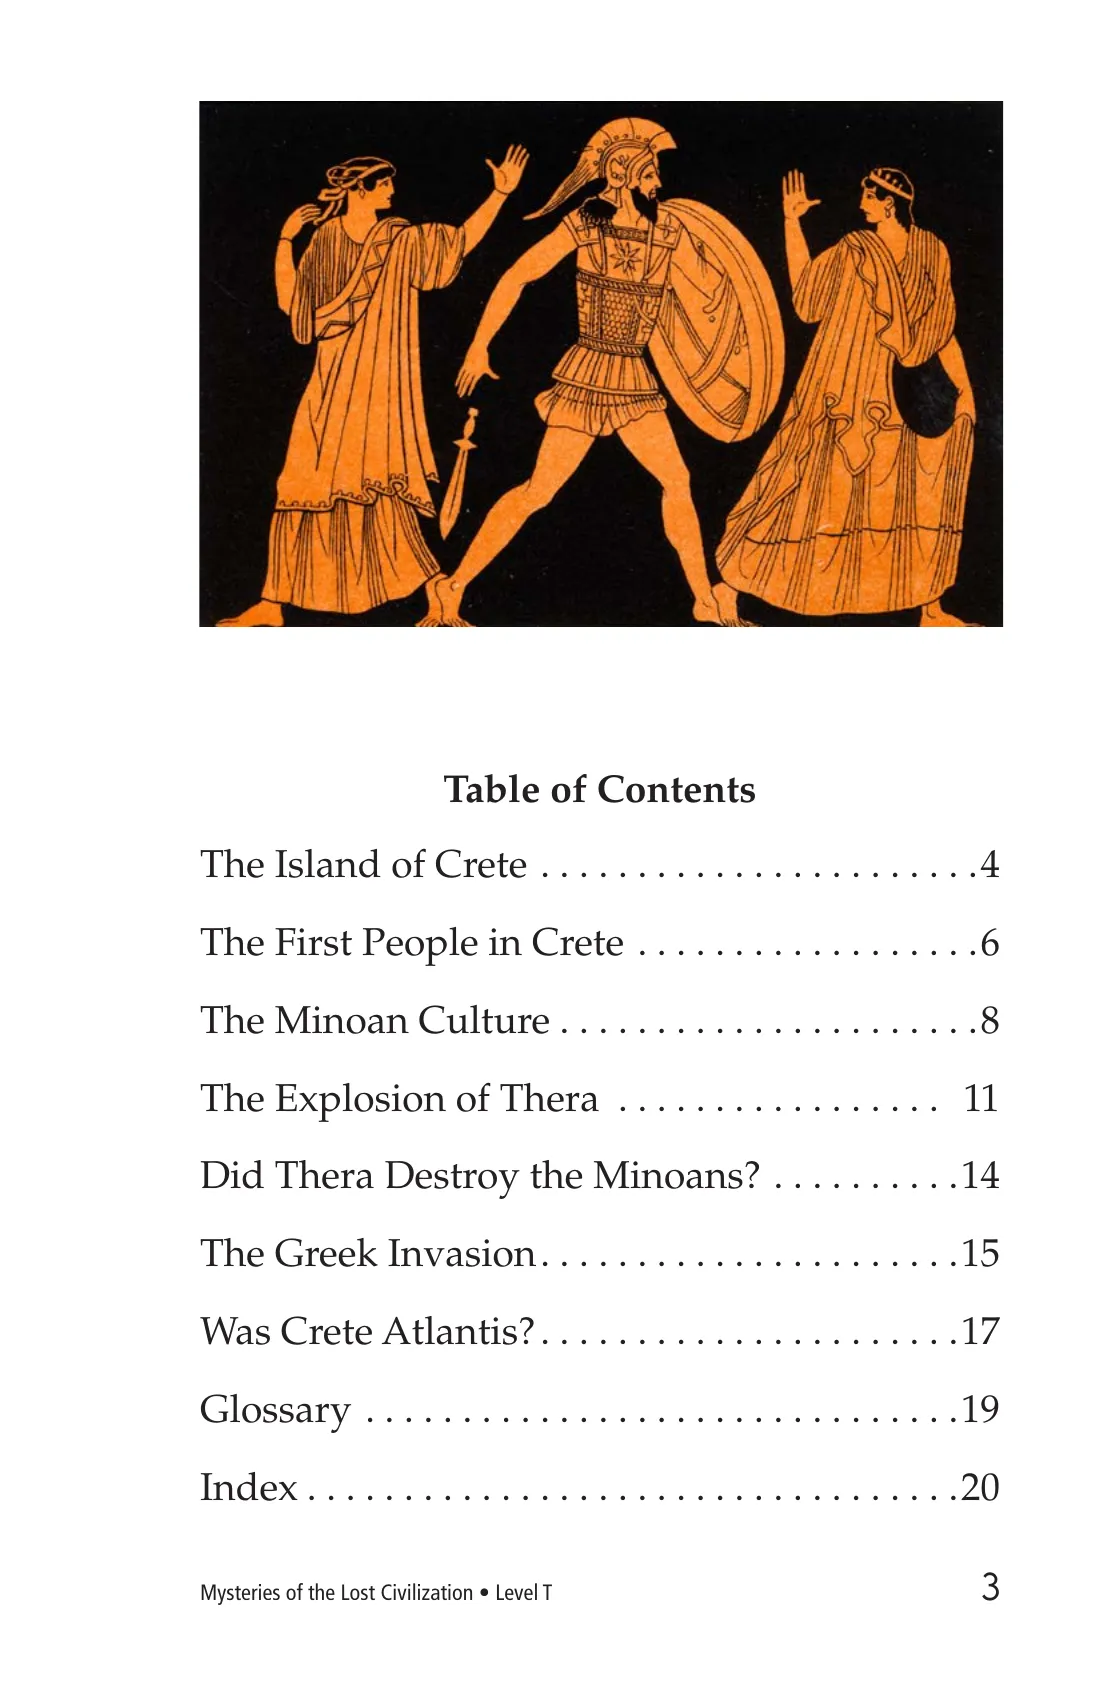 Table of Contents
The Island of Crete . . . . . . . . . . . . . . . . . . . . . . . 4
The First People in Crete . . . . . . . . . . . . . . . . . . 6
The Minoan Culture . . . . . . . . . . . . . . . . . . . . . . 8
The Explosion of Thera . . . . . . . . . . . . . . . . . 11
Did Thera Destroy the Minoans? . . . . . . . . . . 14
The Greek Invasion . . . . . . . . . . . . . . . . . . . . . . 15
Was Crete Atlantis? . . . . . . . . . . . . . . . . . . . . . . 17
Glossary . . . . . . . . . . . . . . . . . . . . . . . . . . . . . . . 19
Index . . . . . . . . . . . . . . . . . . . . . . . . . . . . . . . . . . 20
Mysteries of the Lost Civilization • Level T 3